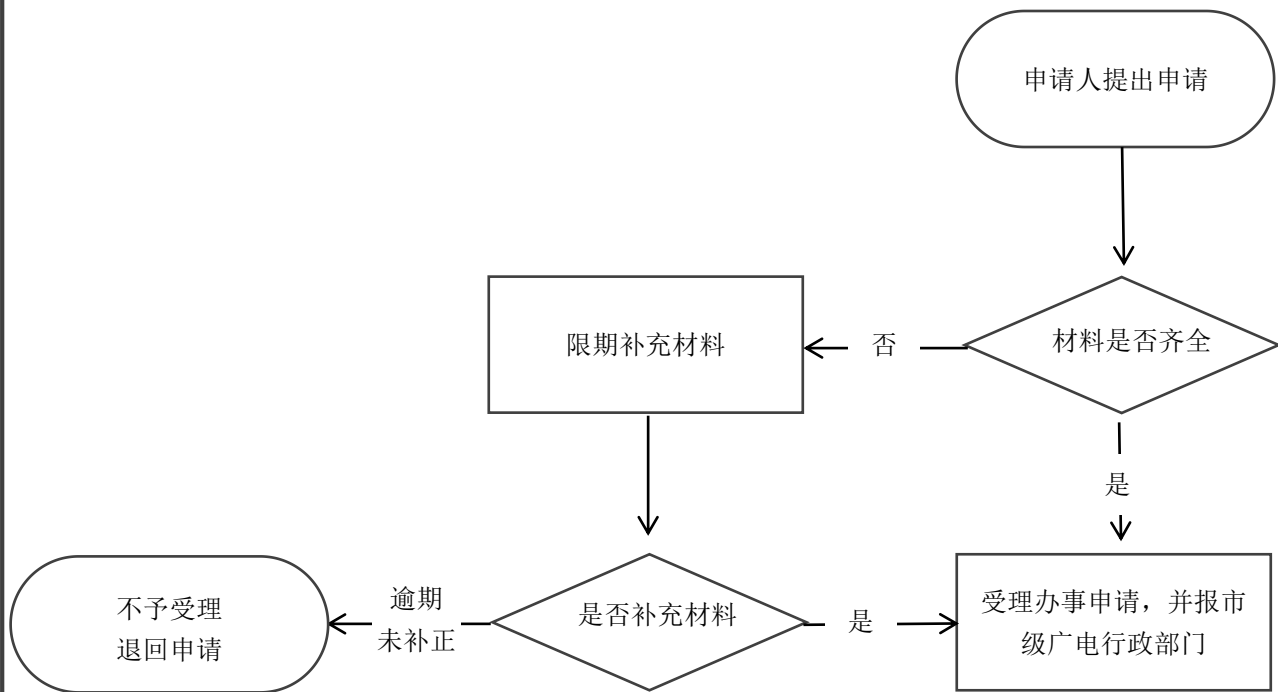 申请人提出申请
限期补充材料
否
材料是否齐全
是
不予受理
退回申请
逾期
未补正
是否补充材料
是
受理办事申请，并报市
级广电行政部门